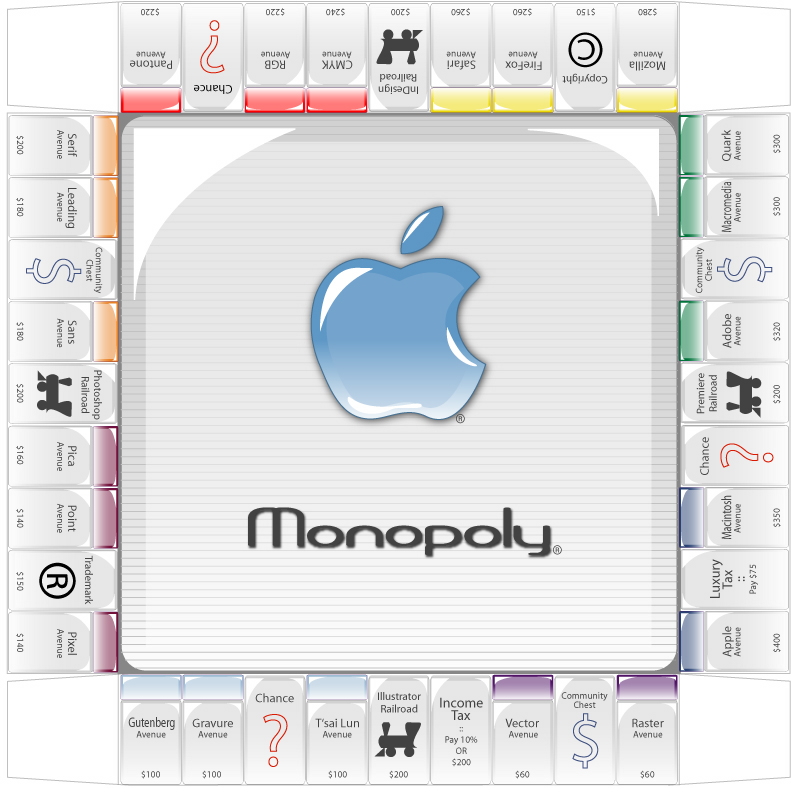 Pantone
Avenue
$220
Chance
?
RGB
Avenue
$220
CMYK
Avenue
$240
InDesign
Railroad
$200
Safari
Avenue
$260
FireFox
Avenue
$260
Copyright
©
$150
Mozilla
Avenue
$280
Quark
Avenue
$300
Macromedia
Avenue
$300
Community
Chest
$
Adobe
Avenue
$320
Premiere
Railroad
$200
Chance
?
Macintosh
Avenue
$350
Luxury
Tax
::
Pay $75
Apple
Avenue
$400
Serif
Avenue
$200
Leading
Avenue
$180
Community
Chest
$
Sans
Avenue
$180
Photoshop
Railroad
$200
Pica
Avenue
$160
Point
Avenue
$140
Trademark
®
$150
Pixel
Avenue
$140
®
Monopoly®
Gutenberg
Avenue
$100
Gravure
Avenue
$100
Chance
?
T'sai Lun
Avenue
$100
Illustrator
Railroad
$200
Income
Tax
::
Pay 10%
OR
$200
Vector
Avenue
$60
Community
Chest
$
Raster
Avenue
$60